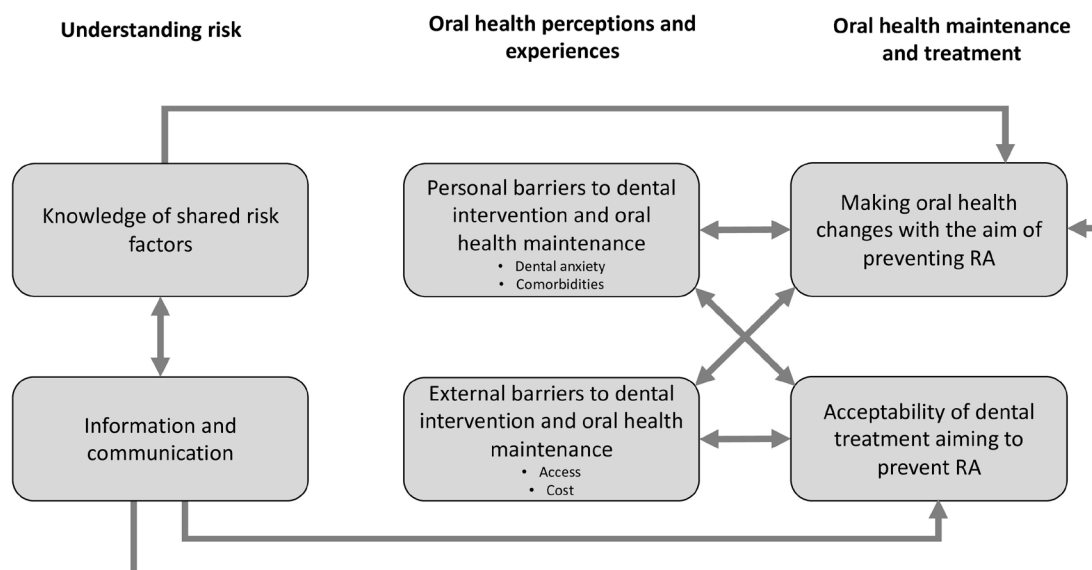 Understanding risk
Oral health perceptions and
experiences
Oral health maintenance
and treatment
Knowledge of shared risk
factors
Personal barriers to dental
intervention and oral
health maintenance
• Dental anxiety
• Comorbidities
Making oral health
changes with the aim of
preventing RA
Information and
communication
External barriers to dental
intervention and oral health
maintenance
• Access
• Cost
Acceptability of dental
treatment aiming to
prevent RA